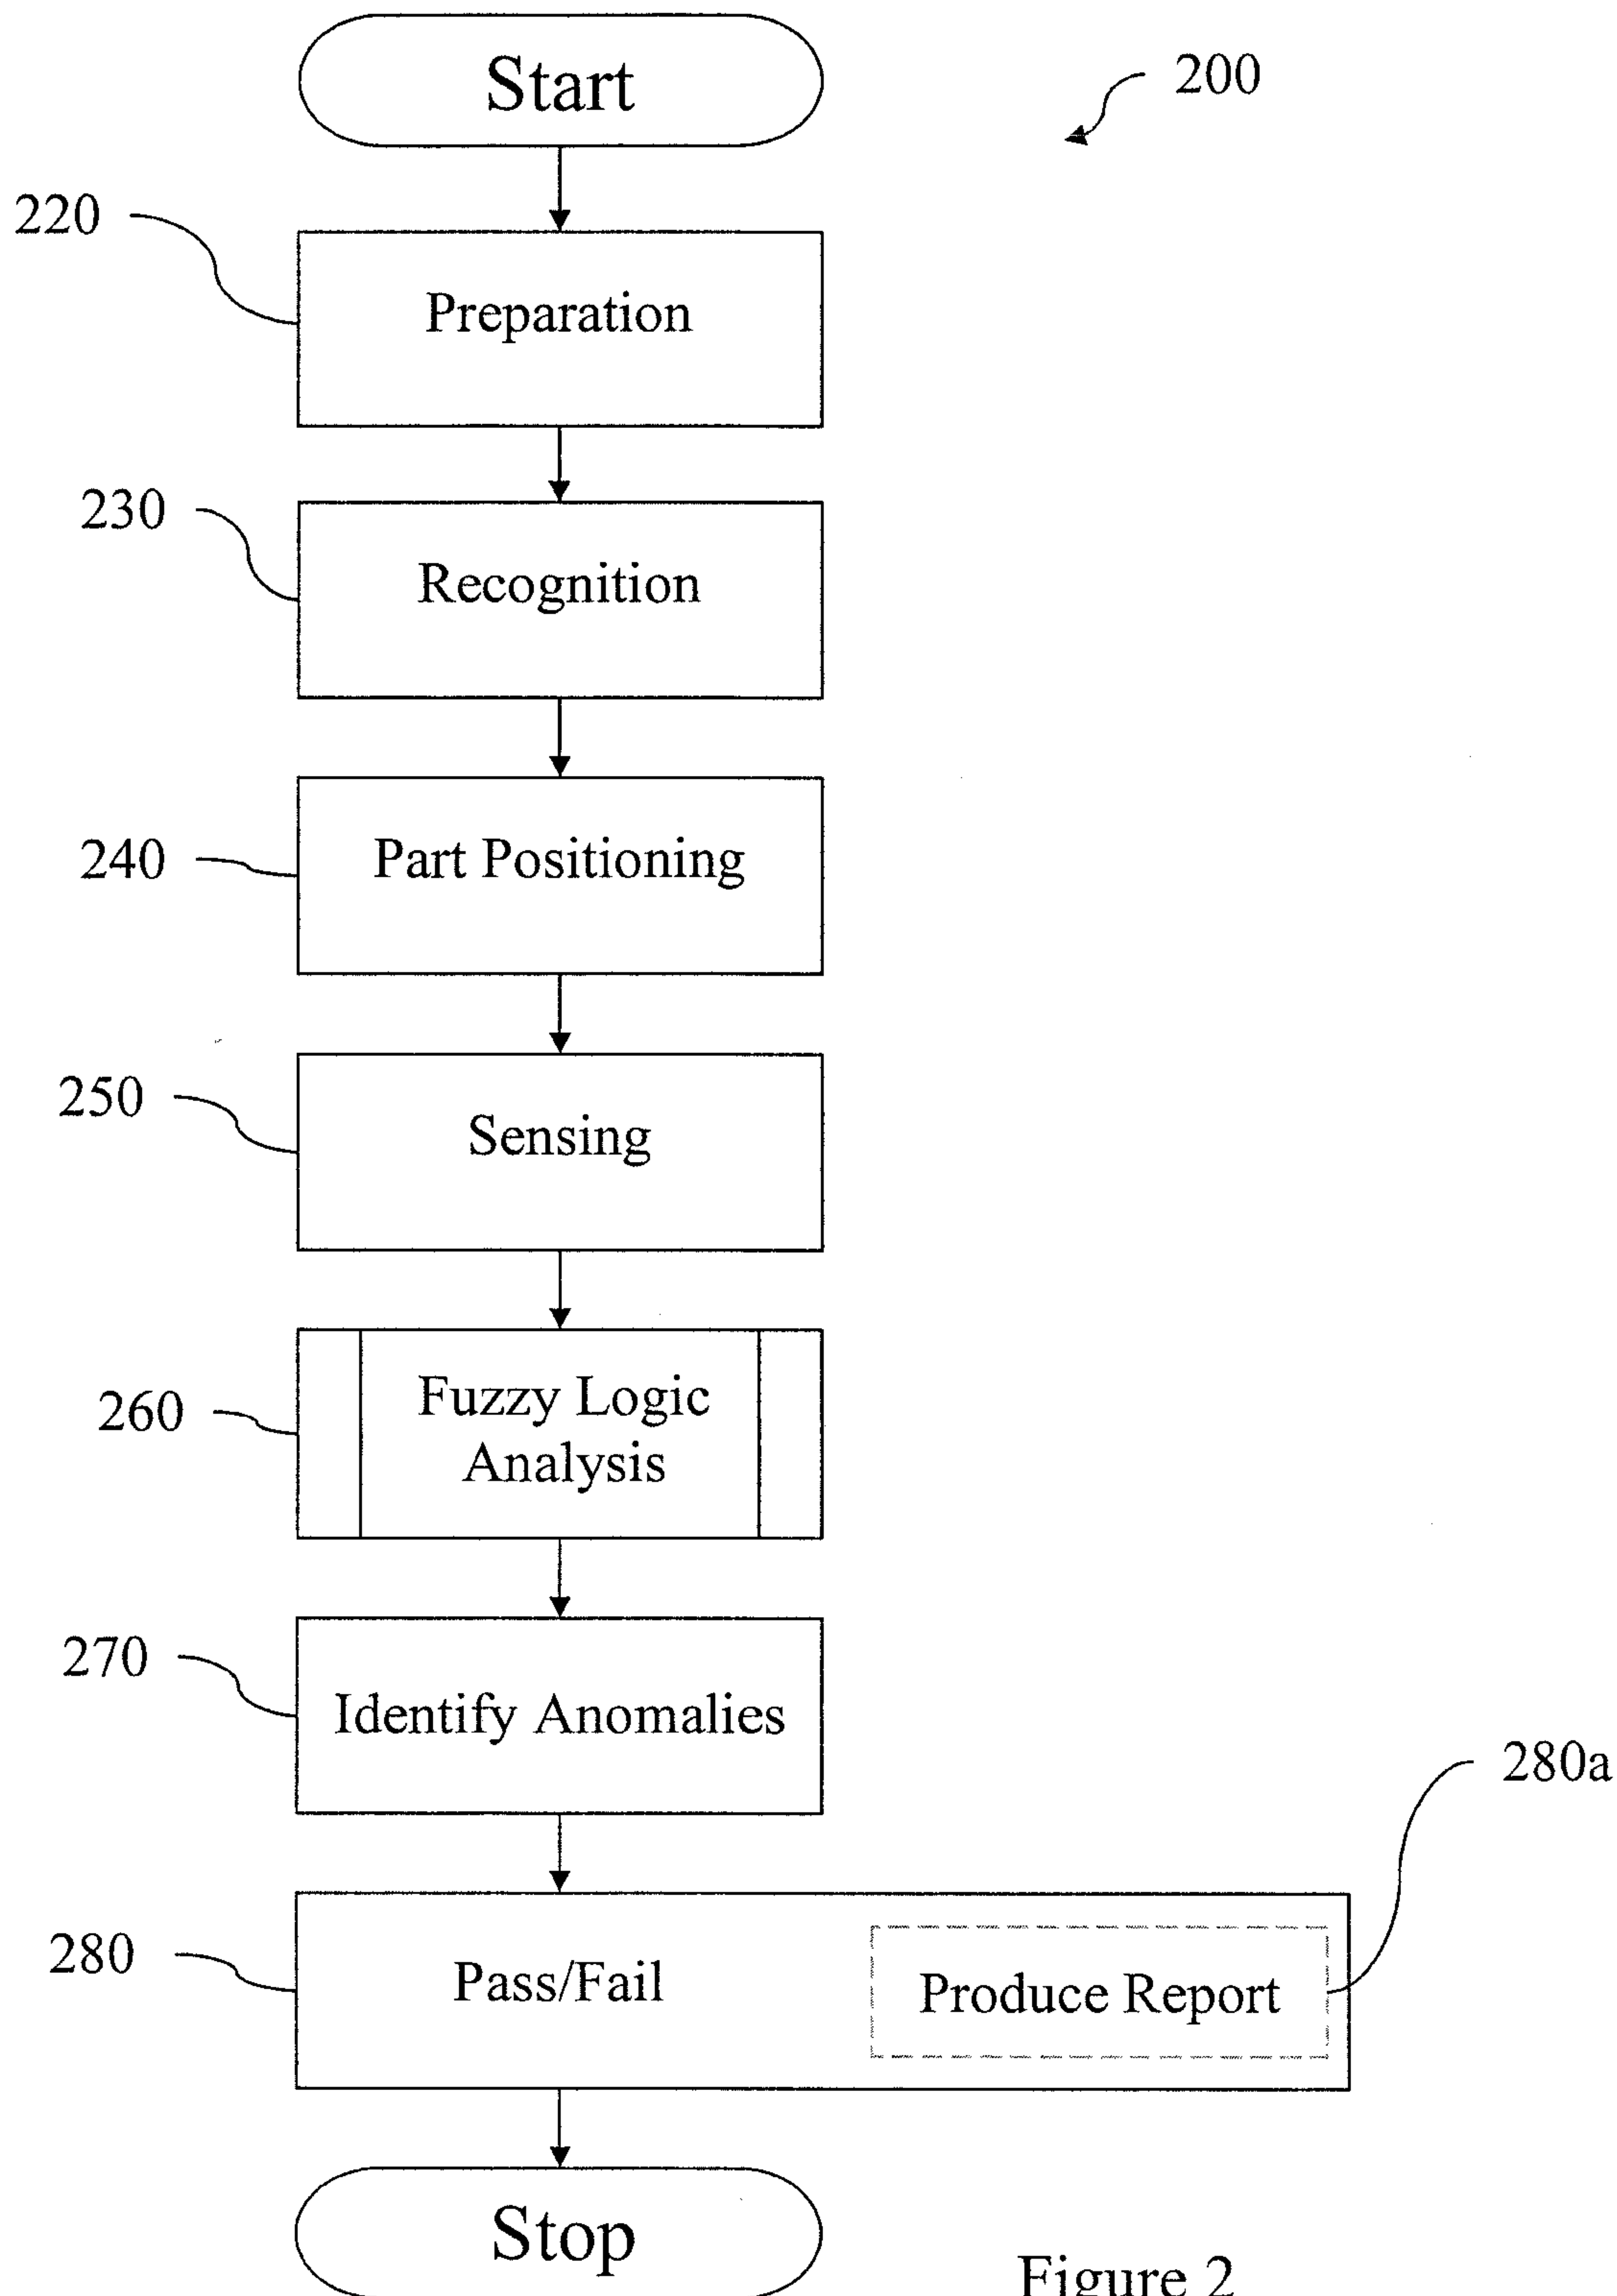 Start
200
220
Preparation
230
Recognition
240
Part Positioning
250
Sensing
260
Fuzzy Logic
Analysis
270
Identify Anomalies
280a
280
Pass/Fail
Produce Report
Stop
Figure 2